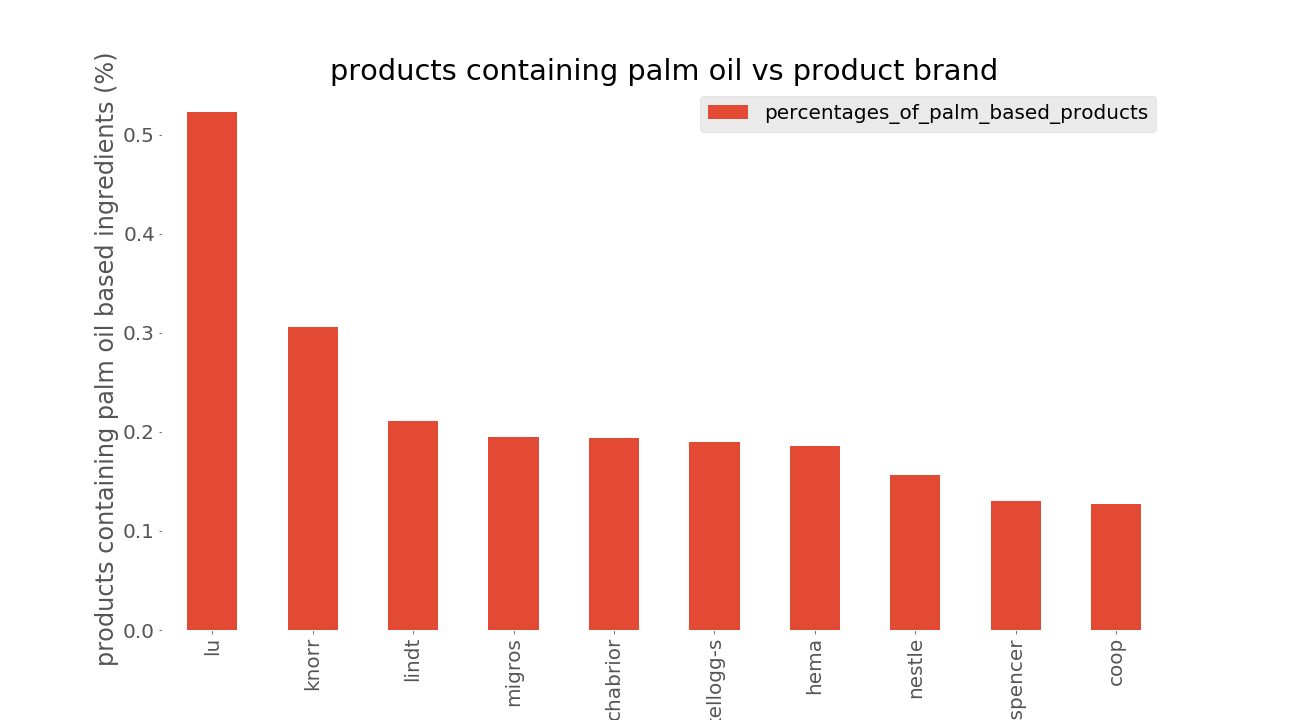 products containing palm oil vs product brand
percentages_of_palm_based_products
products containing palm oil based ingredients (%)
0.5
0.4
0.3
0.2
0.1
0.0
lu
knorr
lindt
migros
chabrior
ellogg-s
hema
nestle
spencer
coop